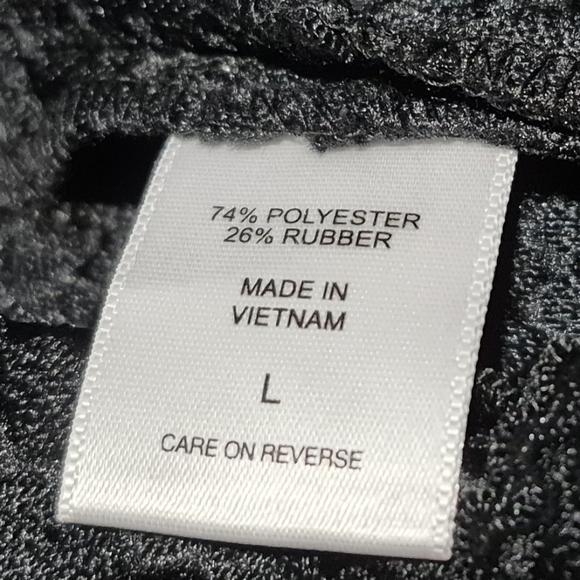 74% POLYESTER
26% RUBBER
MADE IN
VIETNAM
L
CARE ON REVERSE